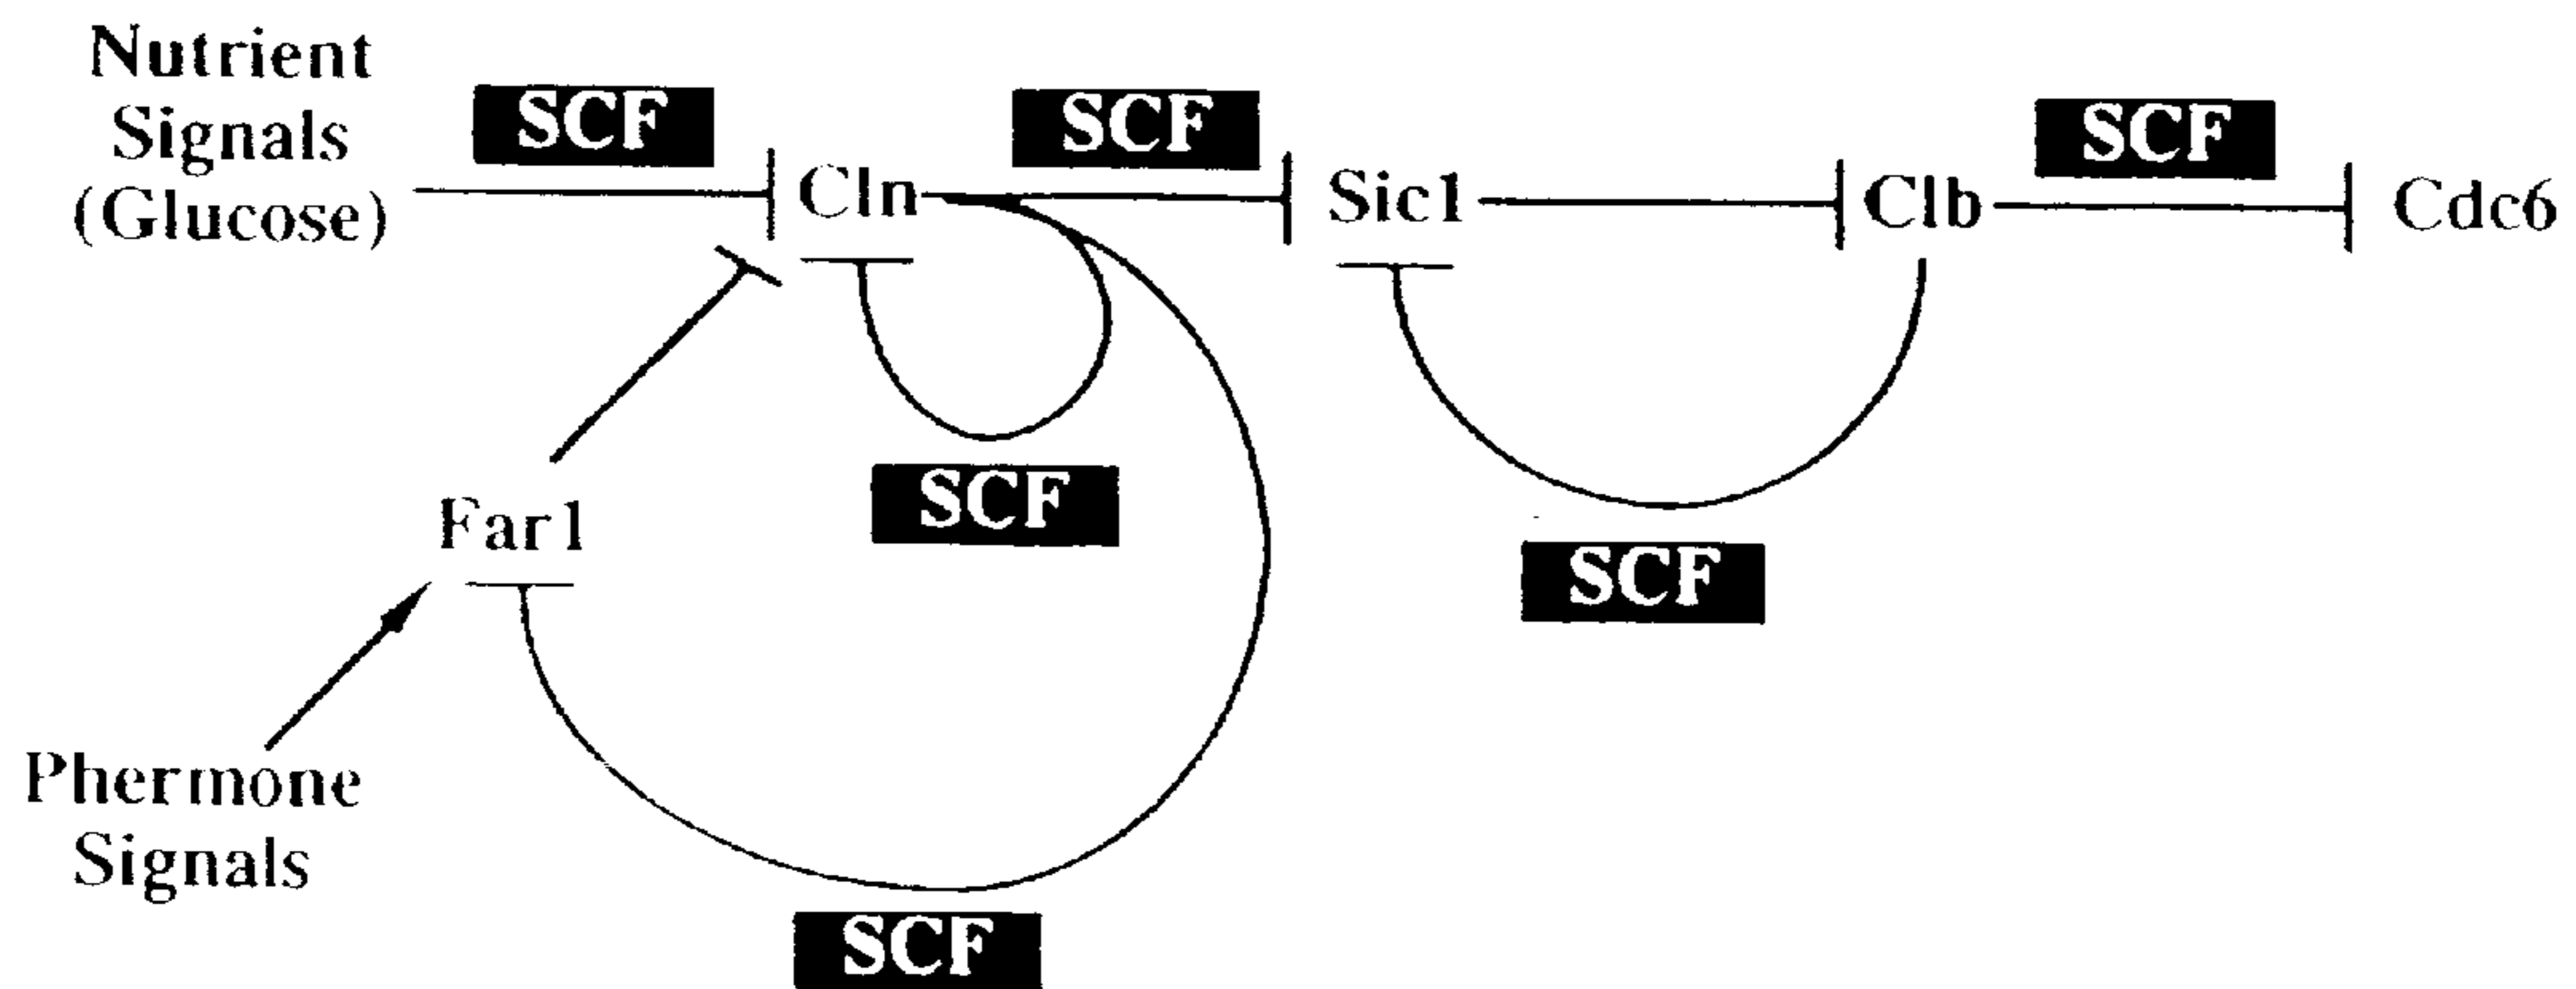 Nutrient
Signals
(Glucose)
SCF
SCF
SCF
Cln
Sic1
Clb
Cdc6
SCF
Far1
SCF
Phermone
Signals
SCF